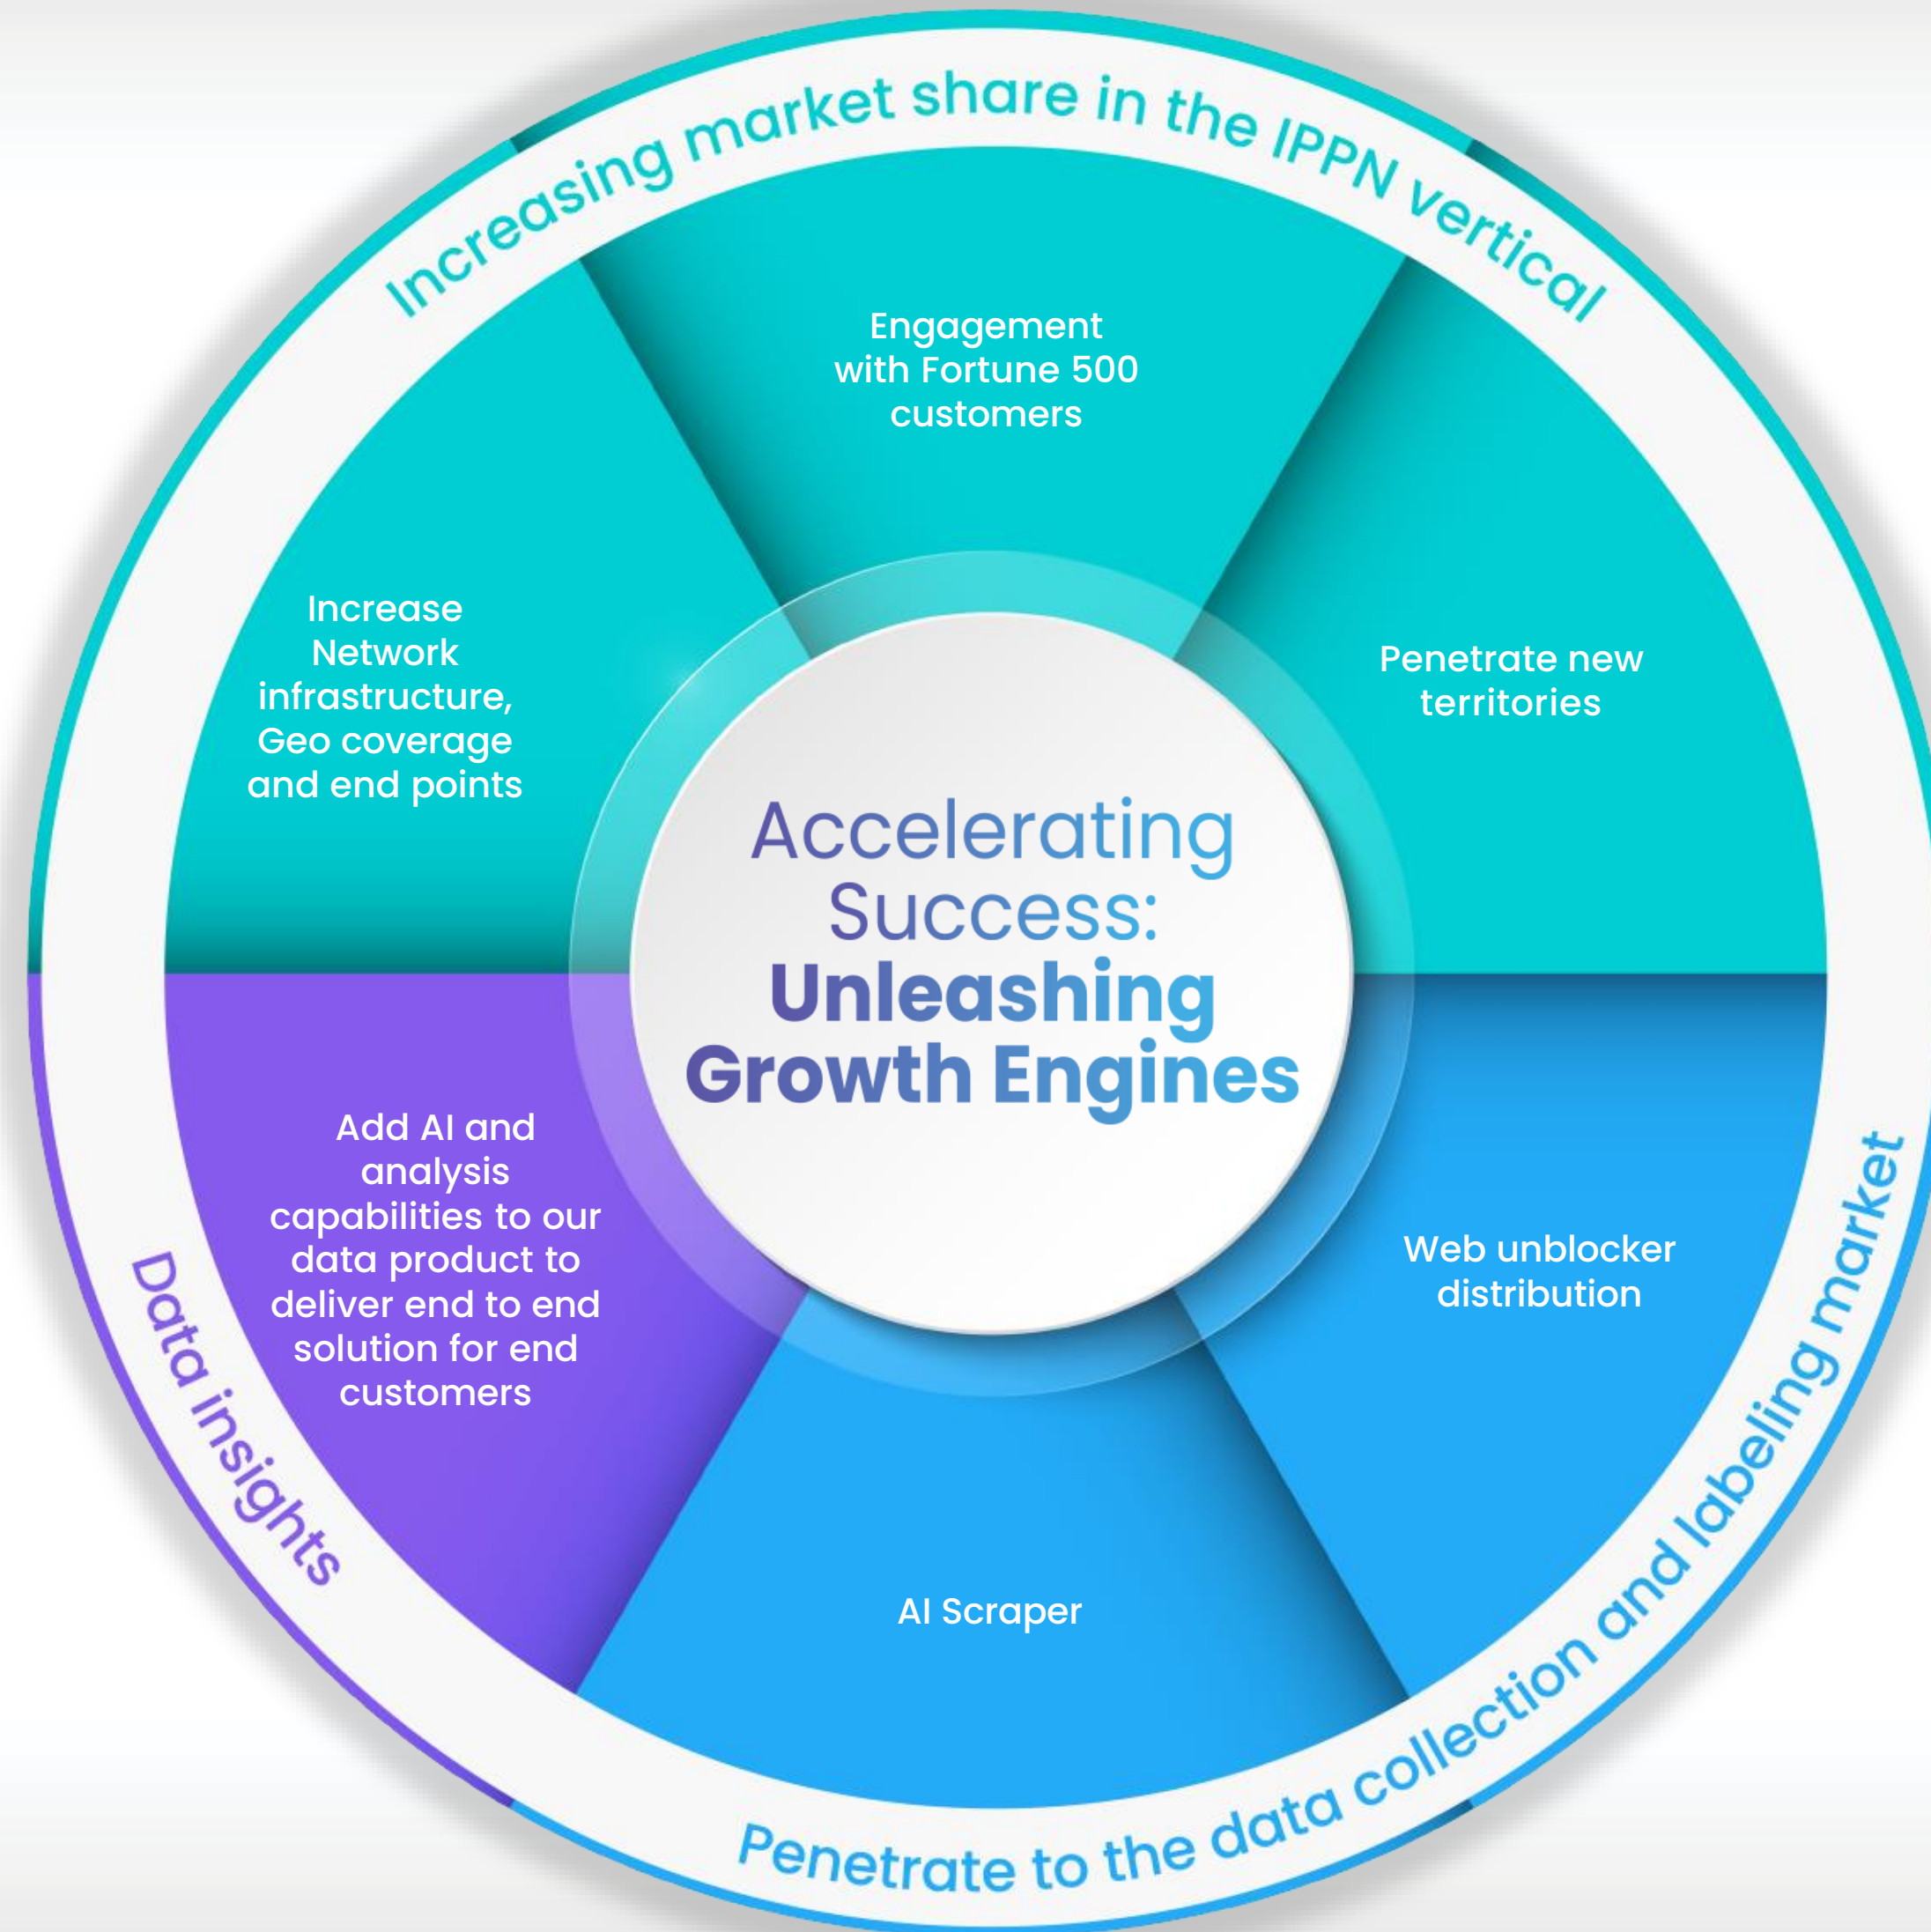 Increasing market share in the IPPN vertical
Engagement
with Fortune 500
customers
Increase
Network
infrastructure,
Geo coverage
and end points
Penetrate new
territories
Accelerating
Success:
Unleashing
Growth Engines
Add AI and
analysis
capabilities to our
data product to
deliver end to end
solution for end
customers
Web unblocker
distribution
AI Scraper
Data insights
Penetrate to the data collection and labeling market